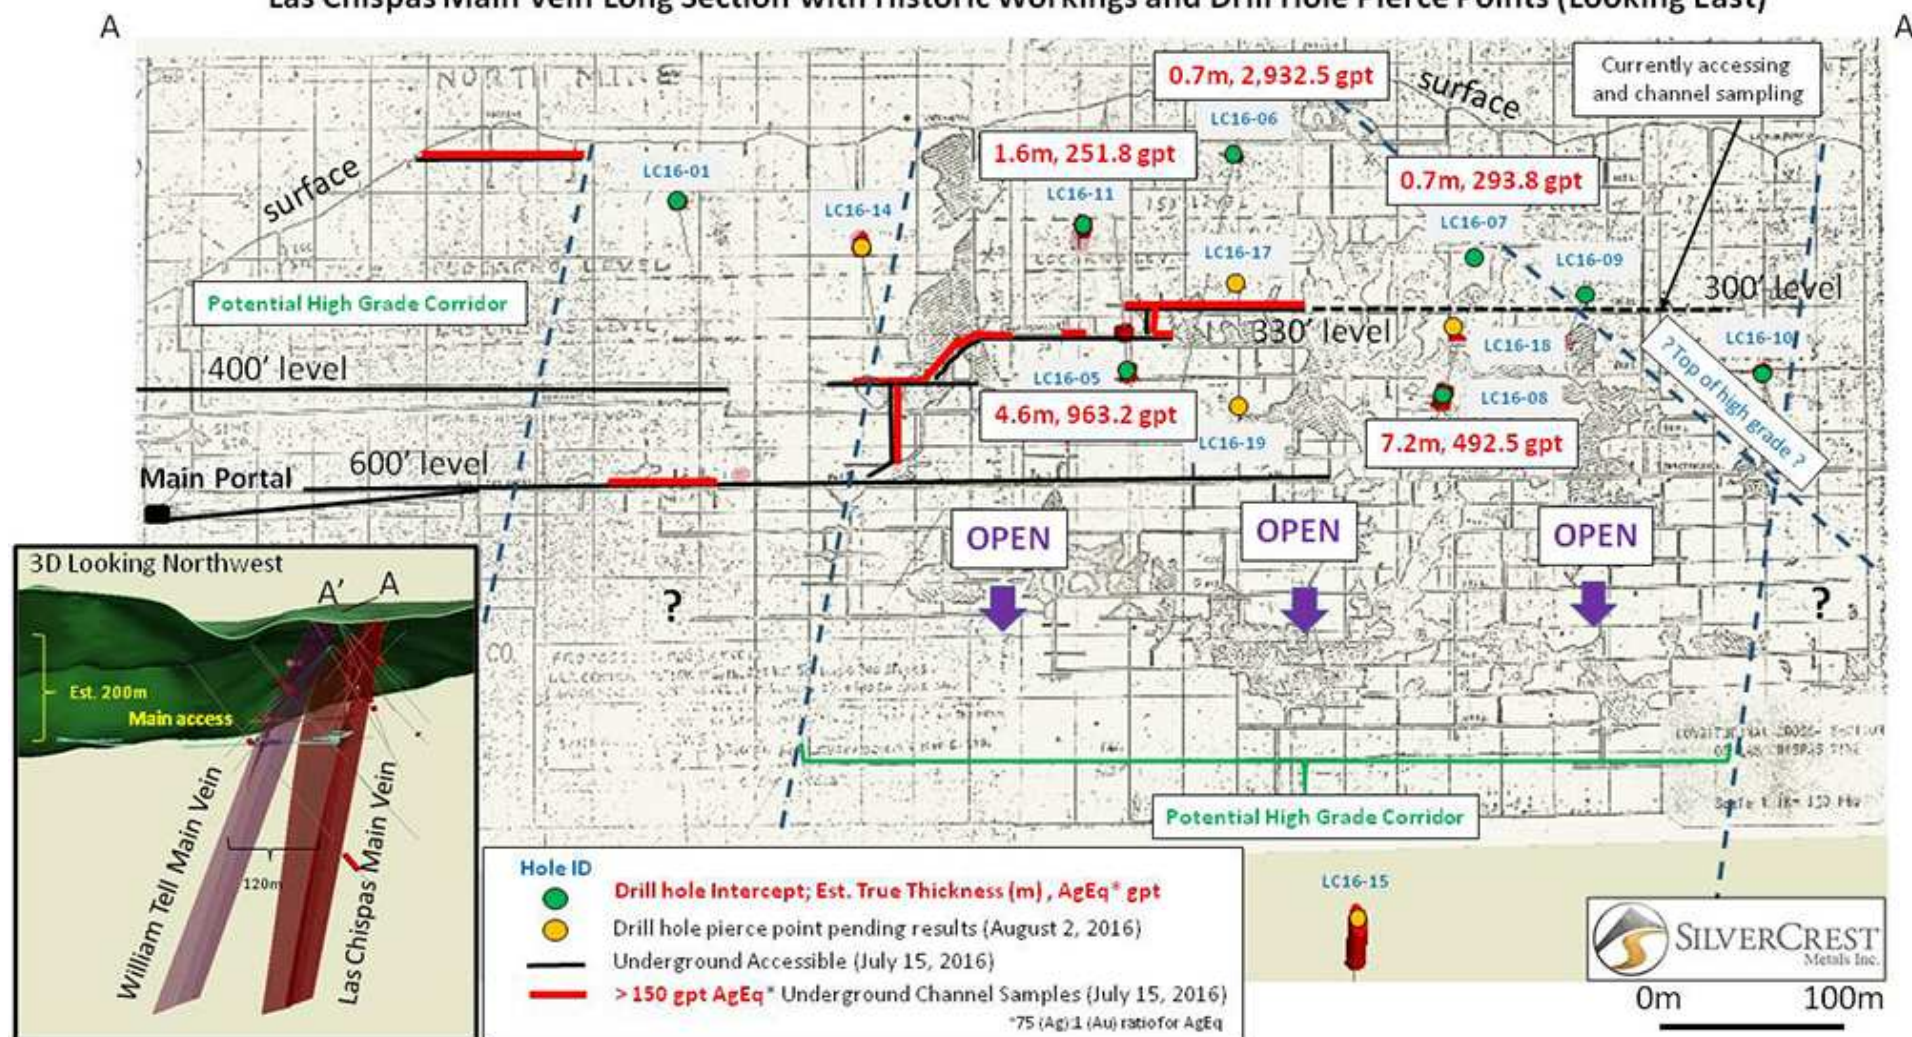 Las Chispas Main Vein Long Section with Historic Workings and Drill Hole Pierce Points (Looking East)
A
A
NORTH MINE
0.7m, 2,932.5 gpt
surface
Currently accessing
and channel sampling
LC16-06
1.6m, 251.8 gpt
0.7m, 293.8 gpt
LC16-01
surface
LC16-11
LC16-14
LC16-07
LC16-17
LC16-09
LEVEL
Potential High Grade Corridor
300' level
LEVEL
330' level
LC16-18
LC16-10
400' level
LC16-05
LC16-08
? Top of high grade ?
4.6m, 963.2 gpt
LC16-19
7.2m, 492.5 gpt
600' level
Main Portal
OPEN
OPEN
OPEN
?
?
CO.
3D Looking Northwest
A'
A
Est. 200m
Main access
William Tell Main Vein
120m
Las Chispas Main Vein
Potential High Grade Corridor
Hole ID
Drill hole Intercept; Est. True Thickness (m) , AgEq* gpt
Drill hole pierce point pending results (August 2, 2016)
Underground Accessible (July 15, 2016)
> 150 gpt AgEq* Underground Channel Samples (July 15, 2016)
*75 (Ag):1 (Au) ratio for AgEq
LC16-15
SILVERCREST
Metals Inc.
0m 100m